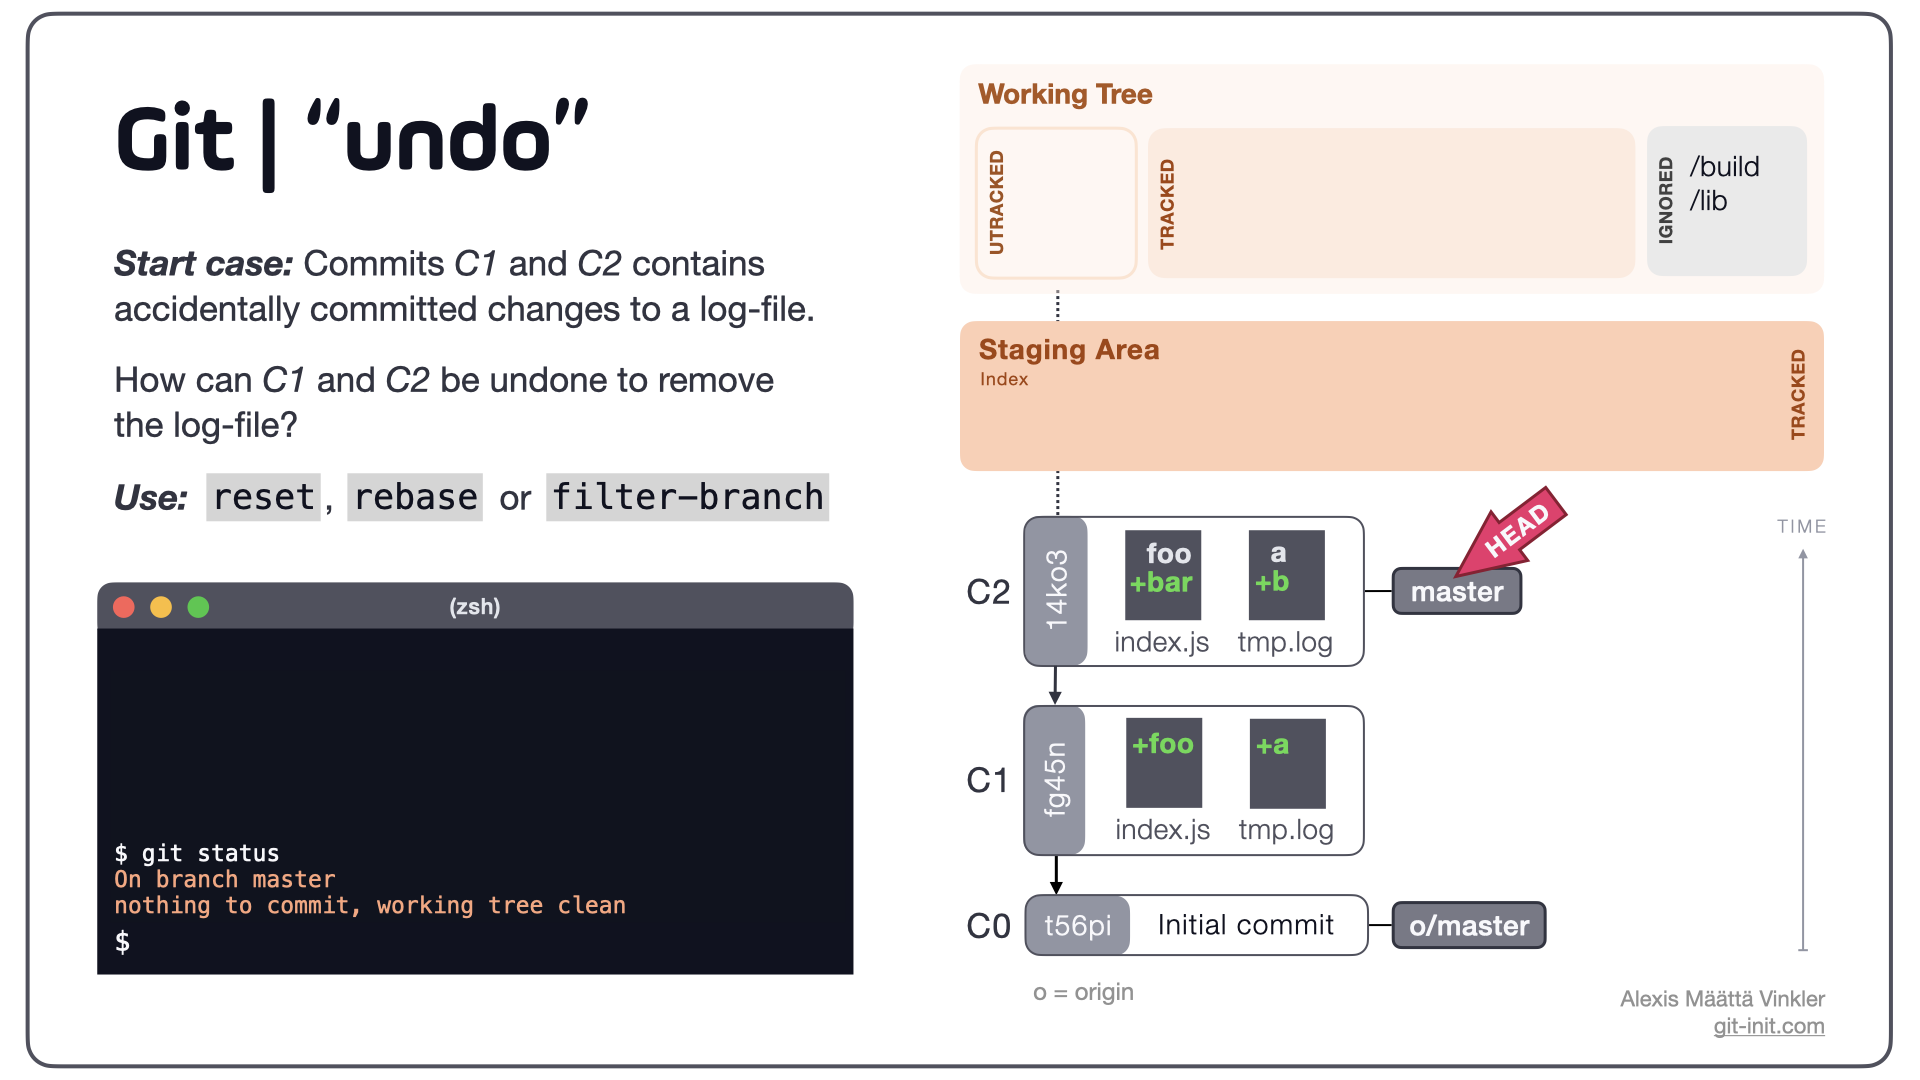 Git | “undo”
Start case: Commits C1 and C2 contains
accidentally committed changes to a log-file.
How can C1 and C2 be undone to remove
the log-file?
Use: reset, rebase or filter-branch
(zsh)
$ git status
On branch master
nothing to commit, working tree clean
$
Working Tree
UTRACKED
TRACKED
IGNORED
/build
/lib
Staging Area
Index
TRACKED
HEAD
TIME
C2
14ko3
foo
+bar
index.js
a
+b
tmp.log
master
C1
fg45n
+foo
index.js
+a
tmp.log
C0
t56pi
Initial commit
o/master
o = origin
Alexis Määttä Vinkler
git-init.com